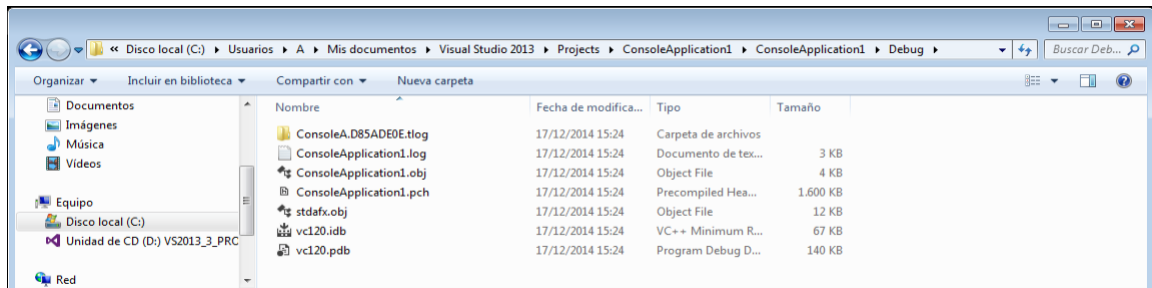 « Disco local (C:) ▸ Usuarios ▸ A ▸ Mis documentos ▸ Visual Studio 2013 ▸ Projects ▸ ConsoleApplication1 ▸ ConsoleApplication1 ▸ Debug ▸ Buscar Deb...
Organizar Incluir en biblioteca Compartir con Nueva carpeta
Documentos
Imágenes
Música
Vídeos
Equipo
Disco local (C:)
Unidad de CD (D:) VS2013_3_PRO
Red
Nombre Fecha de modifica... Tipo Tamaño
ConsoleA.D85ADE0E.tlog 17/12/2014 15:24 Carpeta de archivos
ConsoleApplication1.log 17/12/2014 15:24 Documento de tex... 3 KB
ConsoleApplication1.obj 17/12/2014 15:24 Object File 4 KB
ConsoleApplication1.pch 17/12/2014 15:24 Precompiled Hea... 1.600 KB
stdafx.obj 17/12/2014 15:24 Object File 12 KB
vc120.idb 17/12/2014 15:24 VC++ Minimum R... 67 KB
vc120.pdb 17/12/2014 15:24 Program Debug D... 140 KB